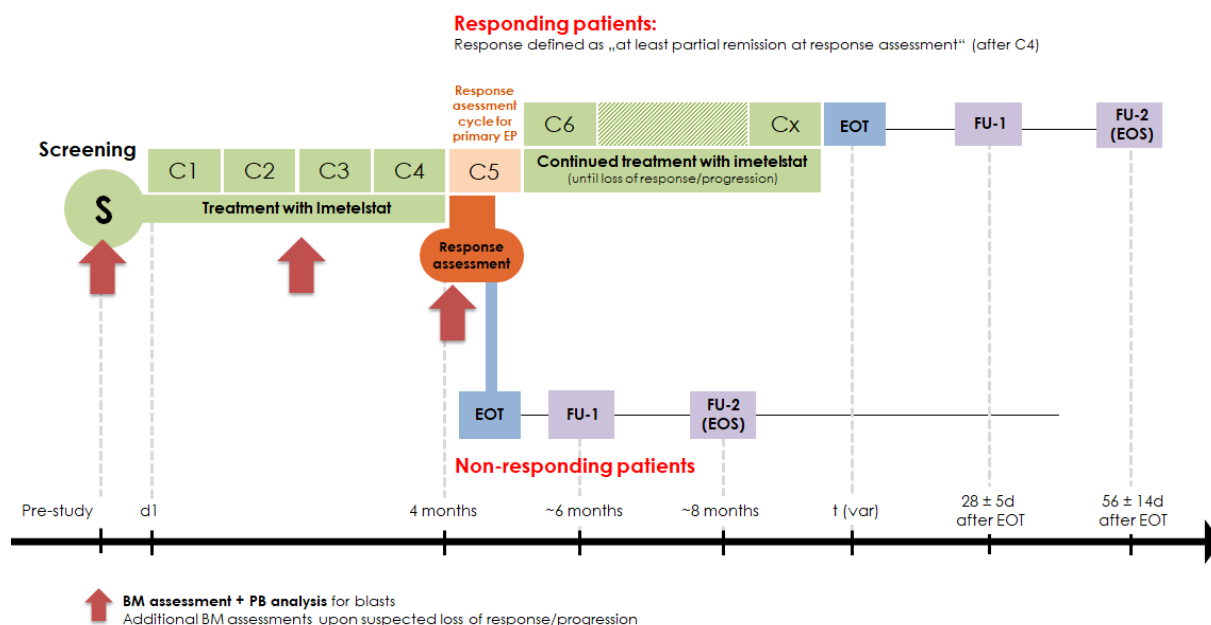 Responding patients:
Response defined as „at least partial remission at response assessment“ (after C4)
Response
asessment
cycle for
primary EP
C6
Cx
EOT
FU-1
FU-2
(EOS)
Screening
C1
C2
C3
C4
C5
Continued treatment with imetelstat
(until loss of response/progression)
S
Treatment with Imetelstat
Response
assessment
EOT
FU-1
FU-2
(EOS)
Non-responding patients
Pre-study
d1
4 months
~6 months
~8 months
t (var)
28 ± 5d
after EOT
56 ± 14d
after EOT
BM assessment + PB analysis for blasts
Additional BM assessments upon suspected loss of response/progression